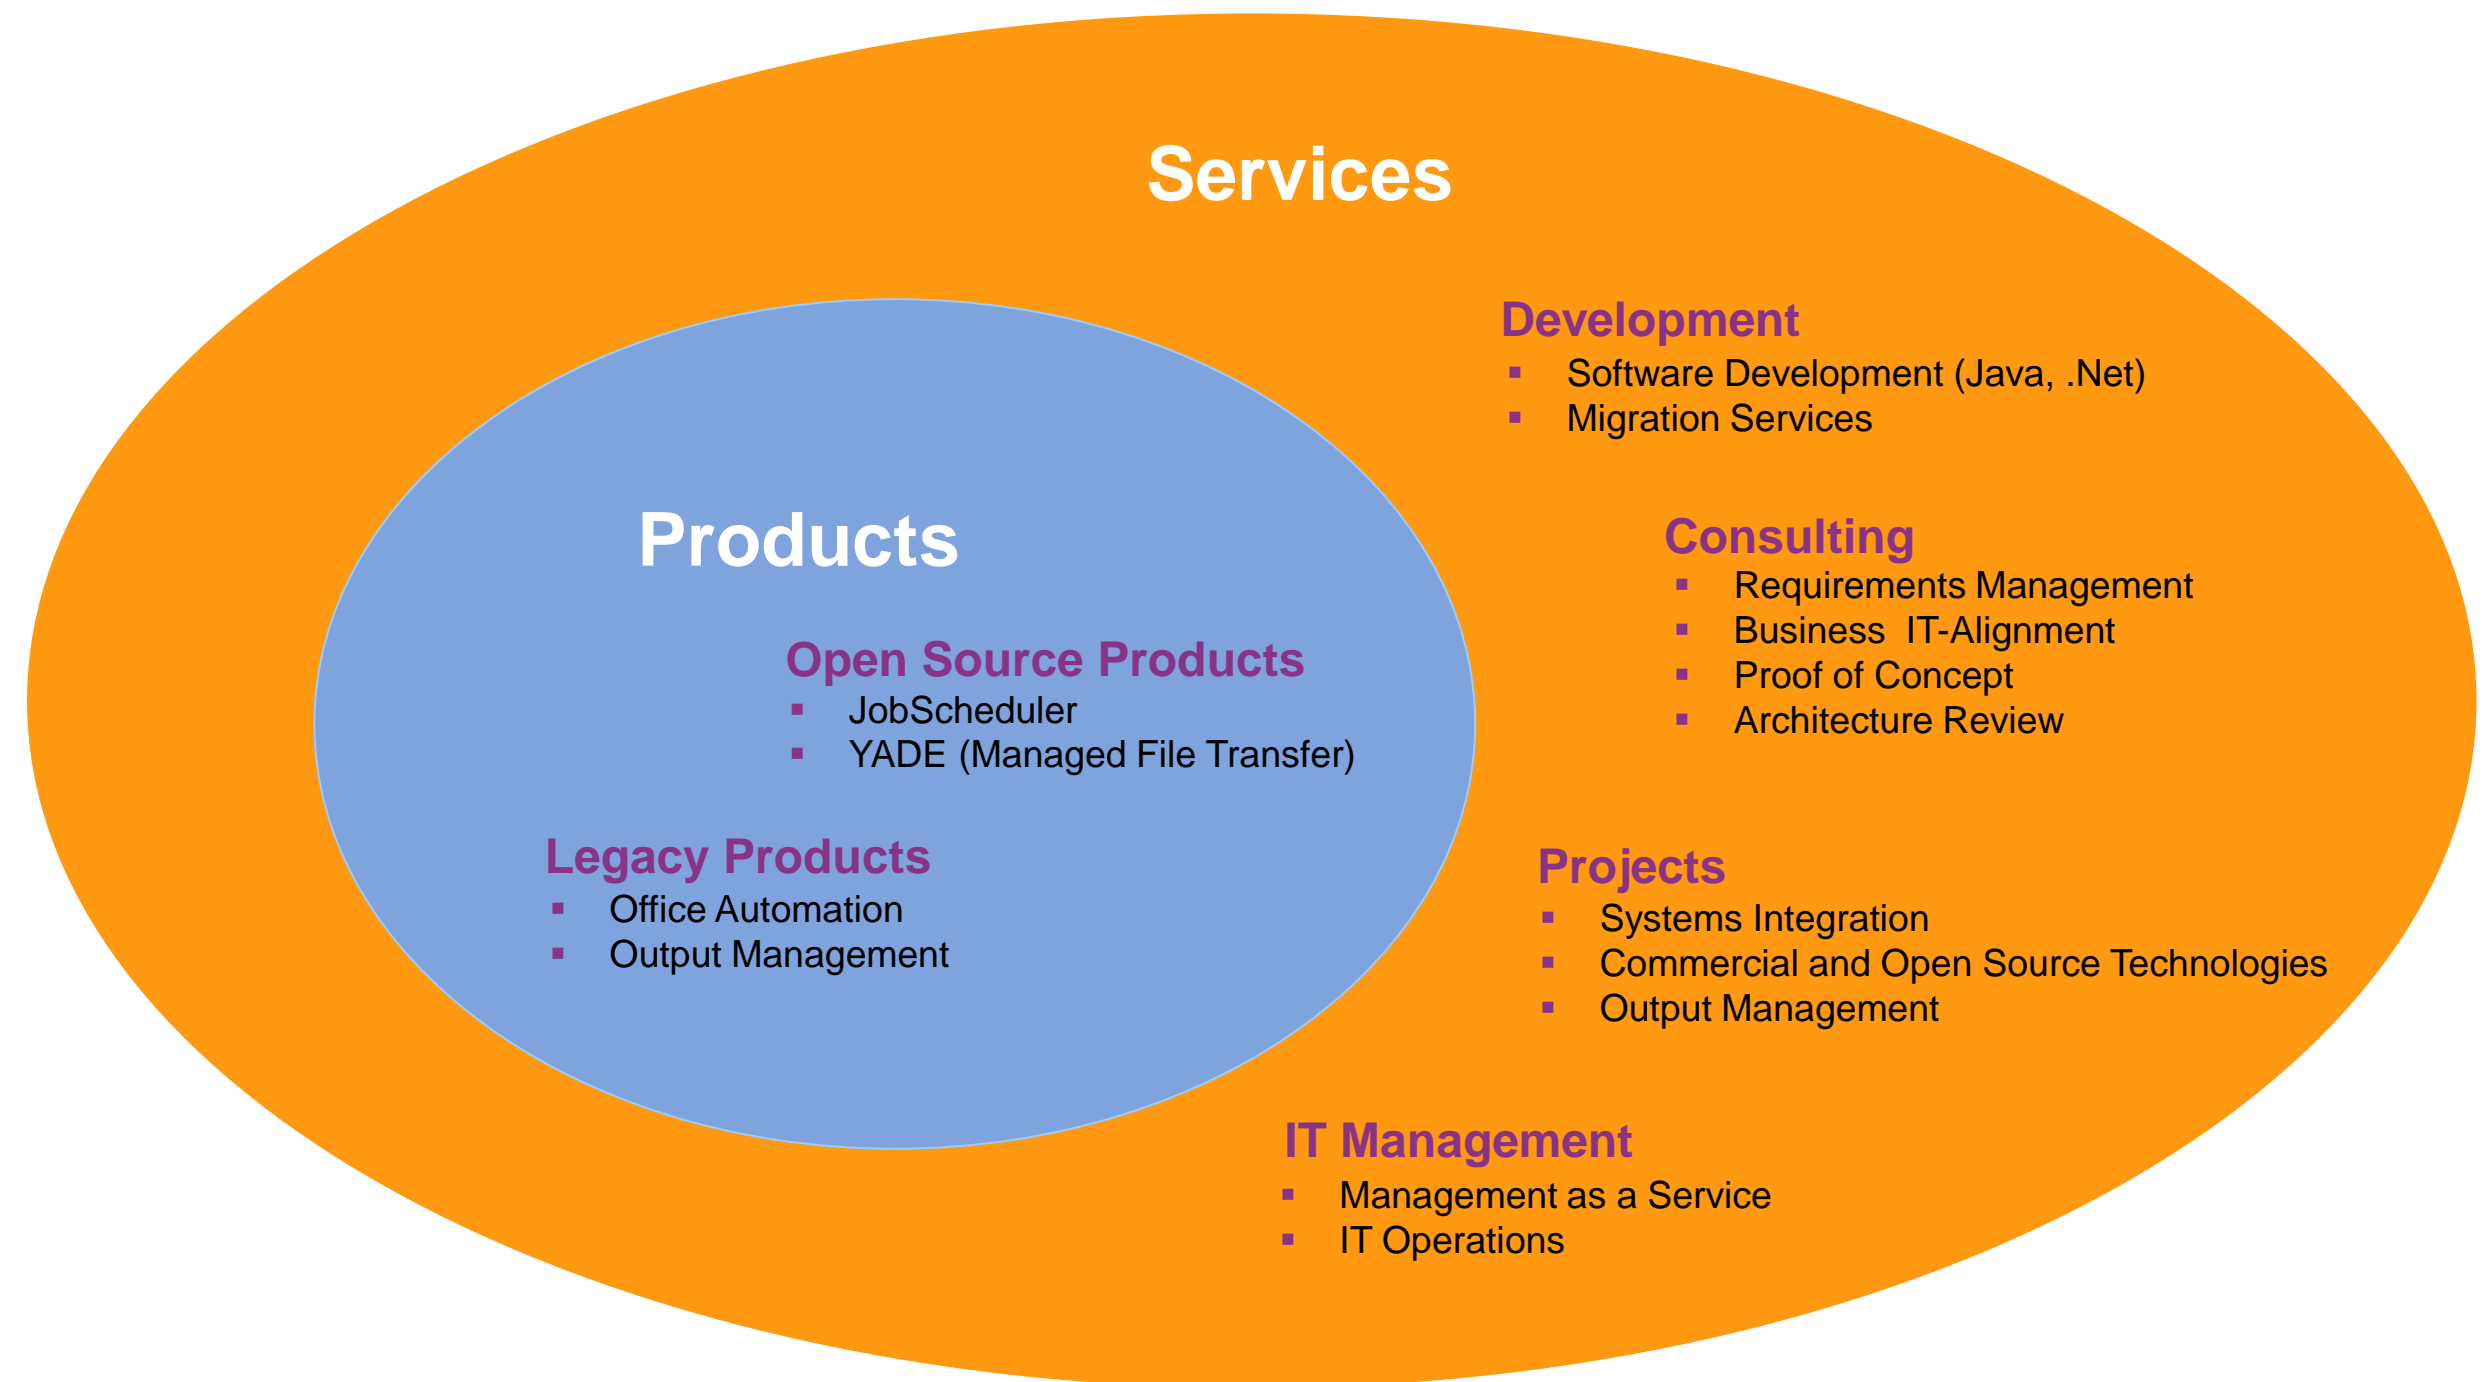 Services
Development
▪ Software Development (Java, .Net)
▪ Migration Services
Products
Consulting
▪ Requirements Management
▪ Business  IT-Alignment
▪ Proof of Concept
▪ Architecture Review
Open Source Products
▪ JobScheduler
▪ YADE (Managed File Transfer)
Legacy Products
▪ Office Automation
▪ Output Management
Projects
▪ Systems Integration
▪ Commercial and Open Source Technologies
▪ Output Management
IT Management
▪ Management as a Service
▪ IT Operations